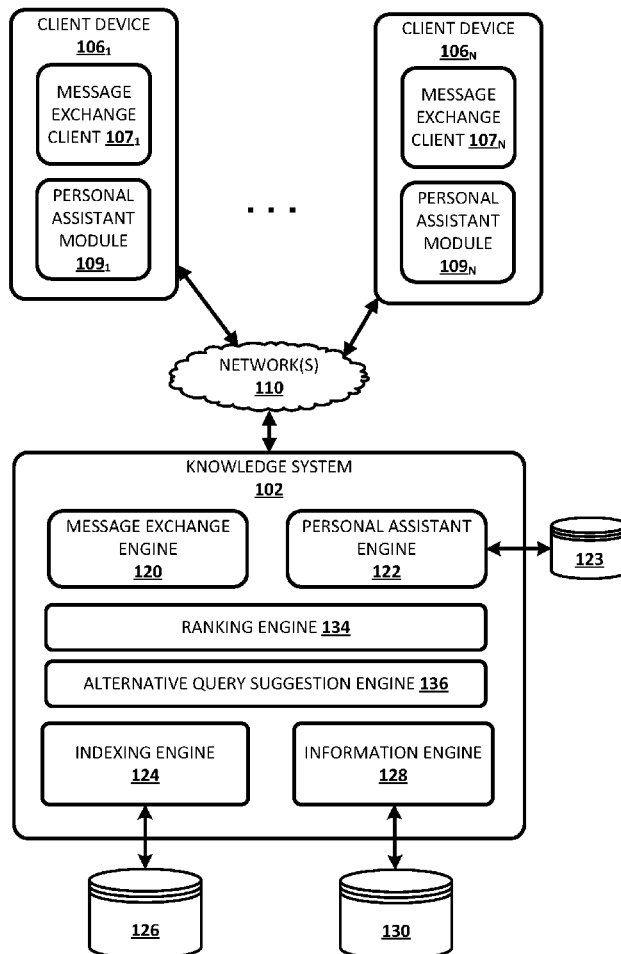 CLIENT DEVICE
106₁
MESSAGE
EXCHANGE
CLIENT 107₁
PERSONAL
ASSISTANT
MODULE
109₁
. . .
CLIENT DEVICE
106ₙ
MESSAGE
EXCHANGE
CLIENT 107ₙ
PERSONAL
ASSISTANT
MODULE
109ₙ
NETWORK(S)
110
KNOWLEDGE SYSTEM
102
MESSAGE EXCHANGE
ENGINE
120
PERSONAL ASSISTANT
ENGINE
122
123
RANKING ENGINE 134
ALTERNATIVE QUERY SUGGESTION ENGINE 136
INDEXING ENGINE
124
INFORMATION ENGINE
128
126
130